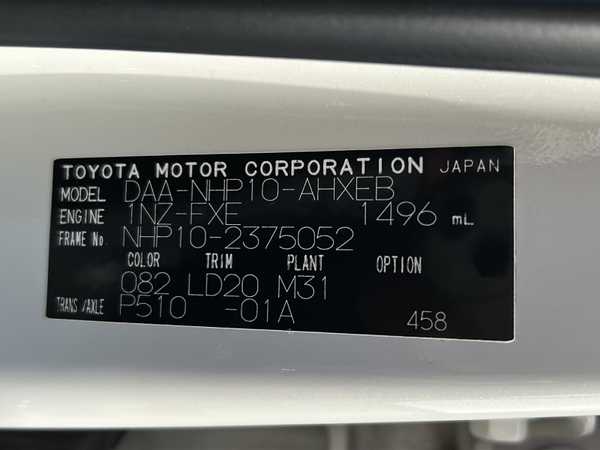 TOYOTA MOTOR CORPORATION JAPAN
MODEL DAA-NHP10-AHXEB
ENGINE 1NZ-FXE 1496 mL
FRAME No. NHP10-2375052
COLOR TRIM PLANT OPTION
082 LD20 M31
TRANS/AXLE P510 -01A
458